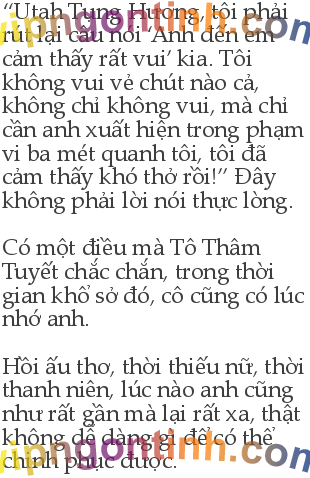 “Utah Tụng Hương, tôi phải
rút lại câu nói ‘Anh đến em
cảm thấy rất vui’ kia. Tôi
không vui vẻ chút nào cả,
không chỉ không vui, mà chỉ
cần anh xuất hiện trong phạm
vi ba mét quanh tôi, tôi đã
cảm thấy khó thở rồi!” Đây
không phải lời nói thực lòng.
Có một điều mà Tô Thâm
Tuyết chắc chắn, trong thời
gian khổ sở đó, cô cũng có lúc
nhớ anh.
Hồi ấu thơ, thời thiếu nữ, thời
thanh niên, lúc nào anh cũng
như rất gần mà lại rất xa, thật
không dễ dàng gì để có thể
chinh phục được.
vipngontinh.com
vipngontinh.com